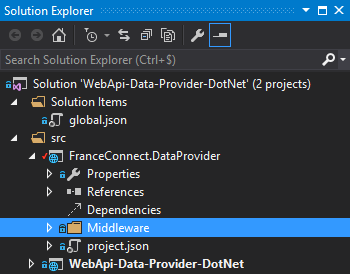 Solution Explorer
Search Solution Explorer (Ctrl+$)
Solution 'WebApi-Data-Provider-DotNet' (2 projects)
Solution Items
global.json
src
FranceConnect.DataProvider
Properties
References
Dependencies
Middleware
project.json
WebApi-Data-Provider-DotNet